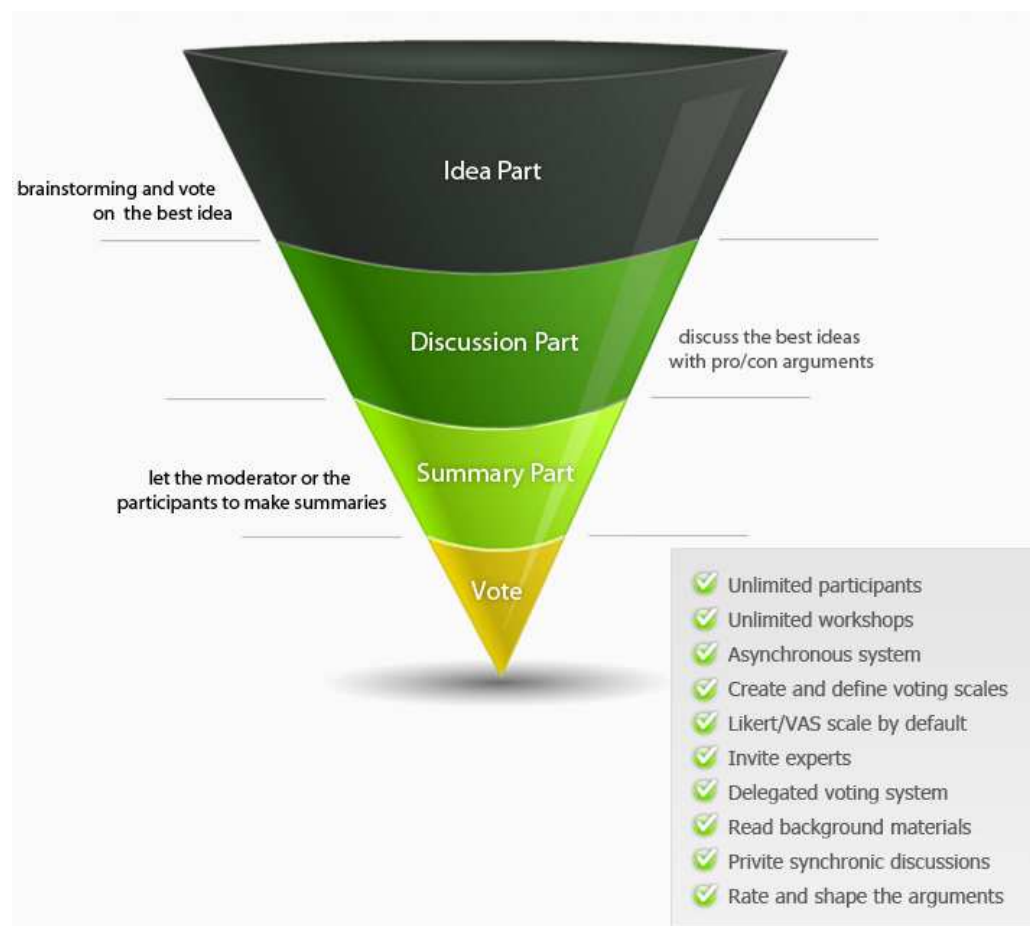 Idea Part
brainstorming and vote
on the best idea
Discussion Part
discuss the best ideas
with pro/con arguments
Summary Part
let the moderator or the
participants to make summaries
Vote
Unlimited participants
Unlimited workshops
Asynchronous system
Create and define voting scales
Likert/VAS scale by default
Invite experts
Delegated voting system
Read background materials
Privite synchronic discussions
Rate and shape the arguments